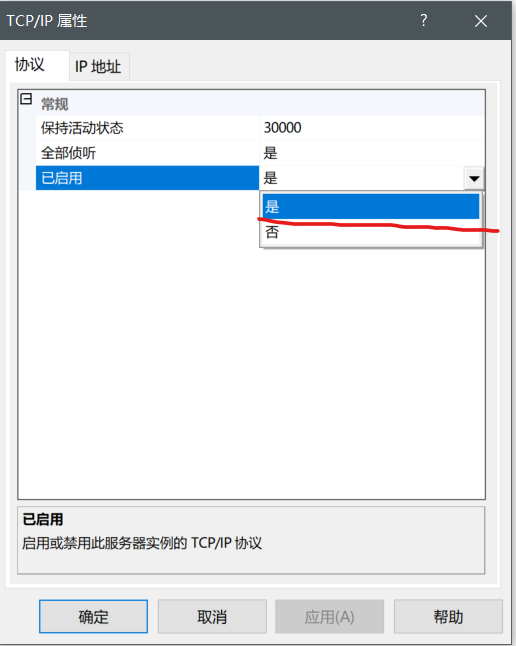 TCP/IP 属性
协议 IP 地址
常规
保持活动状态 30000
全部侦听 是
已启用 是
是
否
已启用
启用或禁用此服务器实例的 TCP/IP 协议
确定 取消 应用(A) 帮助